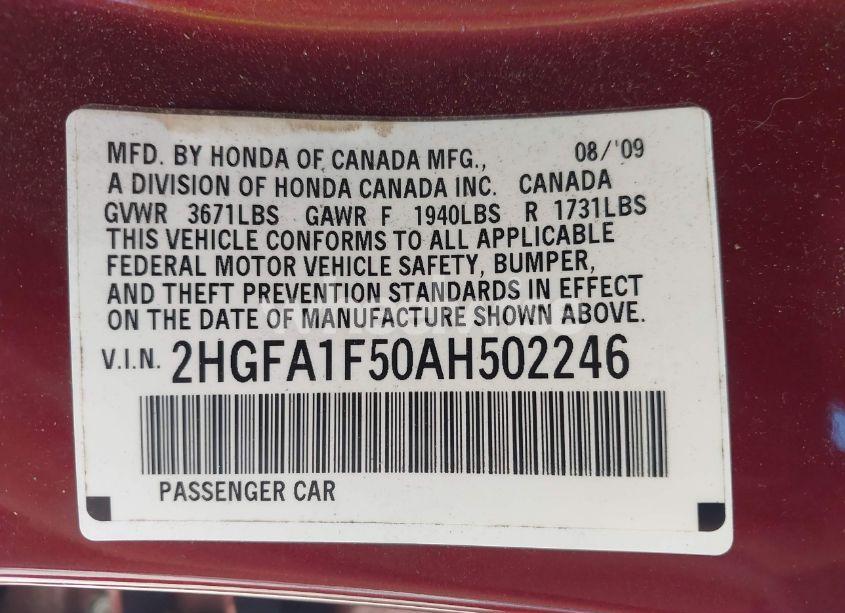 MFD. BY HONDA OF CANADA MFG., 08/'09
A DIVISION OF HONDA CANADA INC. CANADA
GVWR 3671LBS GAWR F 1940LBS R 1731LBS
THIS VEHICLE CONFORMS TO ALL APPLICABLE
FEDERAL MOTOR VEHICLE SAFETY, BUMPER,
AND THEFT PREVENTION STANDARDS IN EFFECT
ON THE DATE OF MANUFACTURE SHOWN ABOVE.
V.I.N. 2HGFA1F50AH502246
PASSENGER CAR